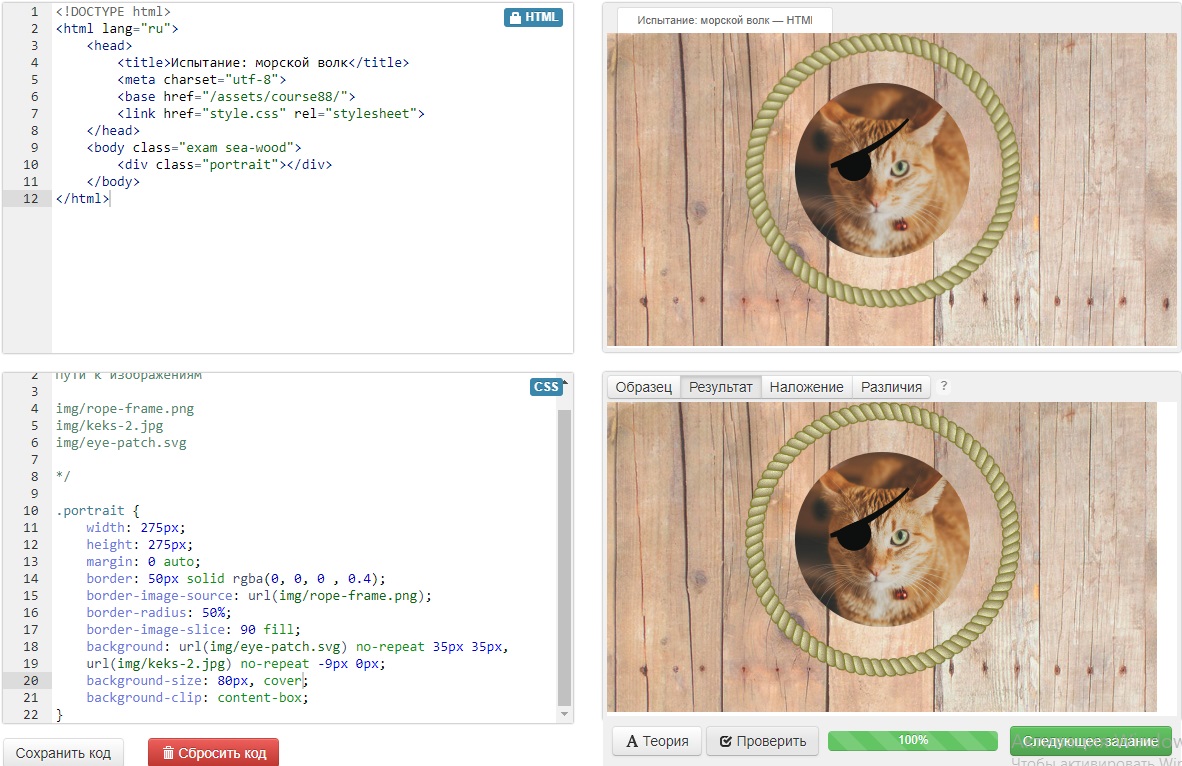 1 <!DOCTYPE html>
HTML
2 <html lang="ru">
3 <head>
4 <title>Испытание: морской волк</title>
5 <meta charset="utf-8">
6 <base href="/assets/course88/">
7 <link href="style.css" rel="stylesheet">
8 </head>
9 <body class="exam sea-wood">
10 <div class="portrait"></div>
11 </body>
12 </html>
Испытание: морской волк — HTML
2 Пути к изображениям
CSS
3
4 img/rope-frame.png
5 img/keks-2.jpg
6 img/eye-patch.svg
7
8 */
9
10 .portrait {
11 width: 275px;
12 height: 275px;
13 margin: 0 auto;
14 border: 50px solid rgba(0, 0, 0 , 0.4);
15 border-image-source: url(img/rope-frame.png);
16 border-radius: 50%;
17 border-image-slice: 90 fill;
18 background: url(img/eye-patch.svg) no-repeat 35px 35px,
19 url(img/keks-2.jpg) no-repeat -9px 0px;
20 background-size: 80px, cover;
21 background-clip: content-box;
22 }
Образец Результат Наложение Различия ?
Сохранить код Сбросить код
Теория Проверить 100% Следующее задание
Чтобы активировать Win